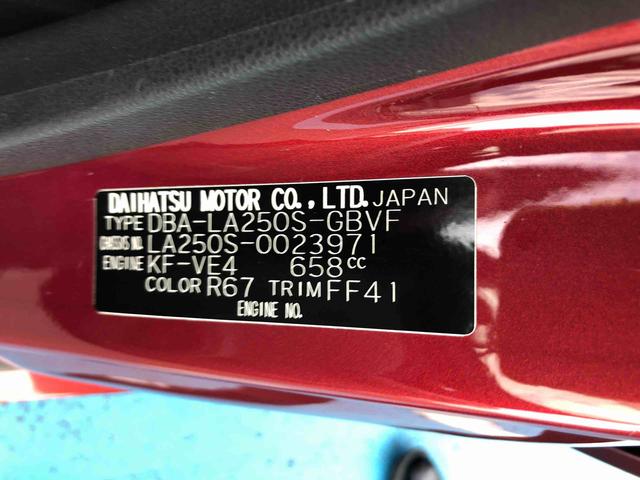 DAIHATSU MOTOR CO., LTD. JAPAN
TYPE DBA-LA250S-GBVF
CHASSIS NO. LA250S-0023971
ENGINE KF-VE4 658cc
COLOR R67 TRIM FF41
ENGINE NO.